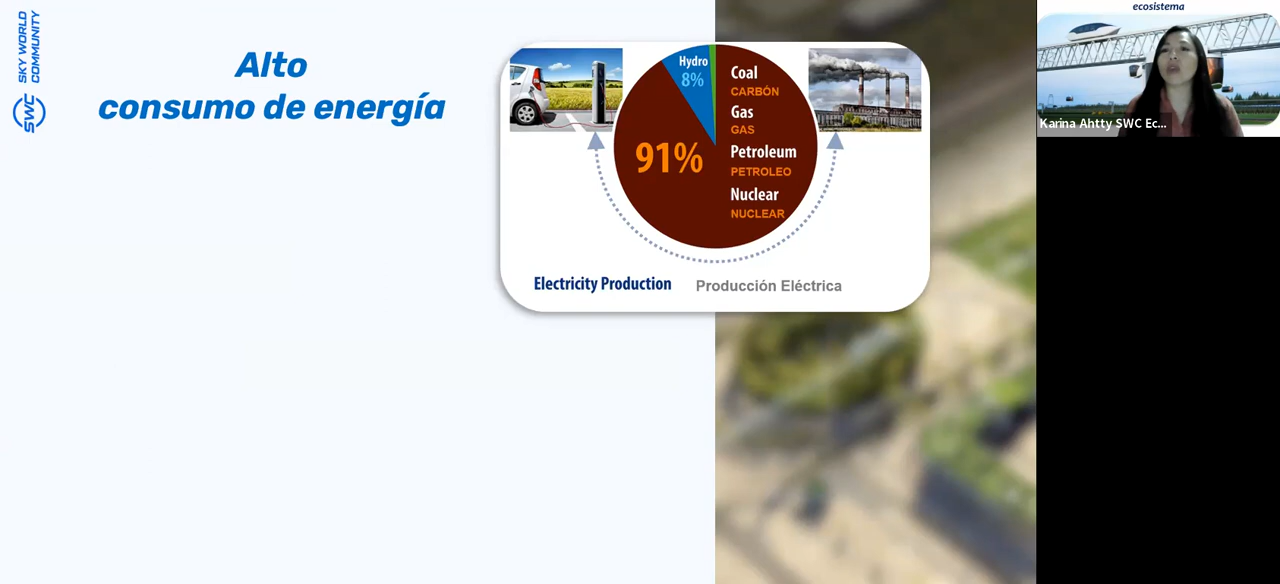 SKY WORLD
COMMUNITY
SWC
Alto
consumo de energía
Hydro
8%
91%
Coal
CARBÓN
Gas
GAS
Petroleum
PETROLEO
Nuclear
NUCLEAR
Electricity Production
Producción Eléctrica
ecosistema
Karina Ahtty SWC Ec...